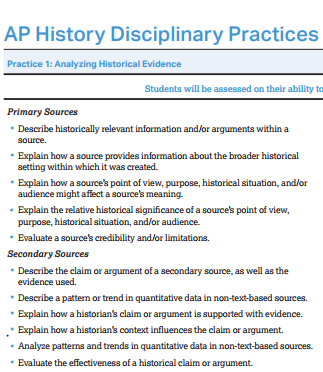 AP History Disciplinary Practices
Practice 1: Analyzing Historical Evidence
Students will be assessed on their ability to
Primary Sources
• Describe historically relevant information and/or arguments within a
source.
• Explain how a source provides information about the broader historical
setting within which it was created.
• Explain how a source's point of view, purpose, historical situation, and/or
audience might affect a source's meaning.
• Explain the relative historical significance of a source's point of view,
purpose, historical situation, and/or audience.
• Evaluate a source's credibility and/or limitations.
Secondary Sources
• Describe the claim or argument of a secondary source, as well as the
evidence used.
• Describe a pattern or trend in quantitative data in non-text-based sources.
• Explain how a historian's claim or argument is supported with evidence.
• Explain how a historian's context influences the claim or argument.
• Analyze patterns and trends in quantitative data in non-text-based sources.
• Evaluate the effectiveness of a historical claim or argument.